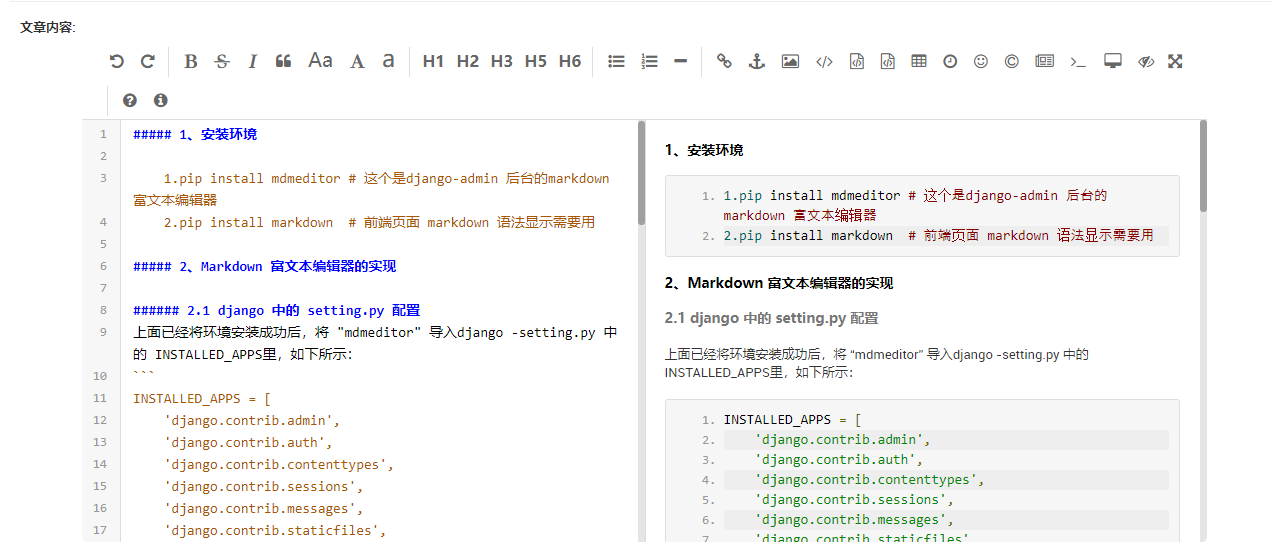 文章内容:
B S I Aa A a H1 H2 H3 H5 H6
1 ##### 1、安装环境
2
3 1.pip install mdmeditor # 这个是django-admin 后台的markdown
富文本编辑器
4 2.pip install markdown # 前端页面 markdown 语法显示需要用
5
6 ##### 2、Markdown 富文本编辑器的实现
7
8 ###### 2.1 django 中的 setting.py 配置
9 上面已经将环境安装成功后，将 "mdmeditor" 导入django -setting.py 中
的 INSTALLED_APPS里，如下所示：
10 ```
11 INSTALLED_APPS = [
12 'django.contrib.admin',
13 'django.contrib.auth',
14 'django.contrib.contenttypes',
15 'django.contrib.sessions',
16 'django.contrib.messages',
17 'django.contrib.staticfiles',
1、安装环境
1. 1.pip install mdmeditor # 这个是django-admin 后台的
markdown 富文本编辑器
2. 2.pip install markdown # 前端页面 markdown 语法显示需要用
2、Markdown 富文本编辑器的实现
2.1 django 中的 setting.py 配置
上面已经将环境安装成功后，将 “mdmeditor” 导入django -setting.py 中的
INSTALLED_APPS里，如下所示：
1. INSTALLED_APPS = [
2. 'django.contrib.admin',
3. 'django.contrib.auth',
4. 'django.contrib.contenttypes',
5. 'django.contrib.sessions',
6. 'django.contrib.messages',
7. 'django.contrib.staticfiles'